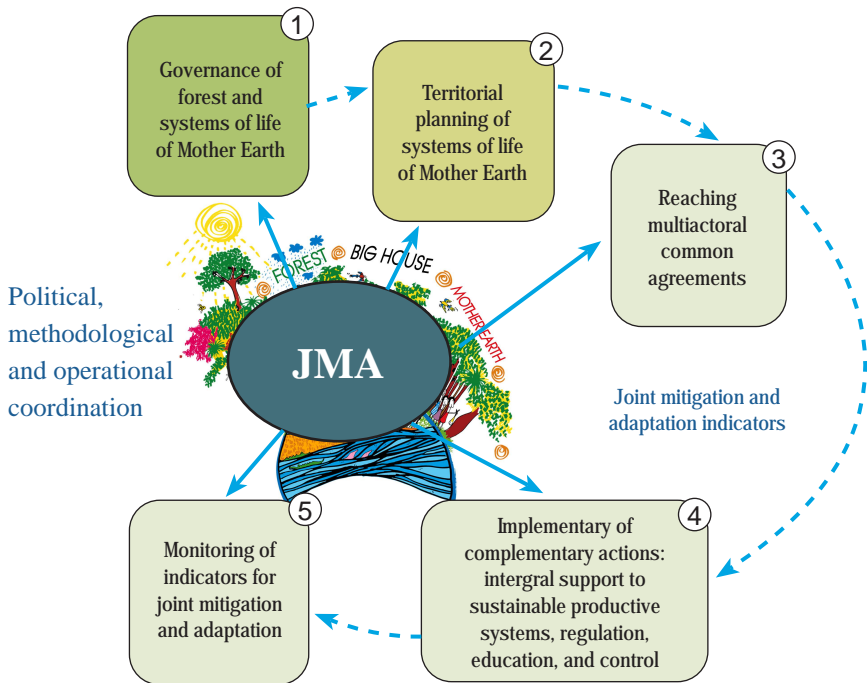 1
Governance of
forest and
systems of life
of Mother Earth
2
Territorial
planning of
systems of life
of Mother Earth
3
Reaching
multiactoral
common
agreements
FOREST
BIG HOUSE
MOTHER EARTH
JMA
Political,
methodological
and operational
coordination
Joint mitigation and
adaptation indicators
4
Implementary of
complementary actions:
intergral support to
sustainable productive
systems, regulation,
education, and control
5
Monitoring of
indicators for
joint mitigation
and adaptation